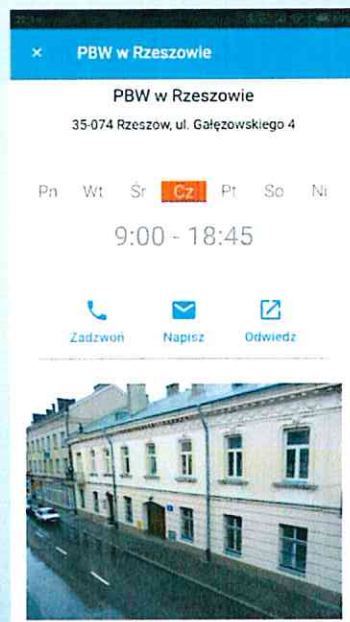 × PBW w Rzeszowie
PBW w Rzeszowie
35-074 Rzeszów, ul. Gałęzowskiego 4
Pn Wt Śr Cz Pt So Ni
9:00 - 18:45
Zadzwoń Napisz Odwiedz